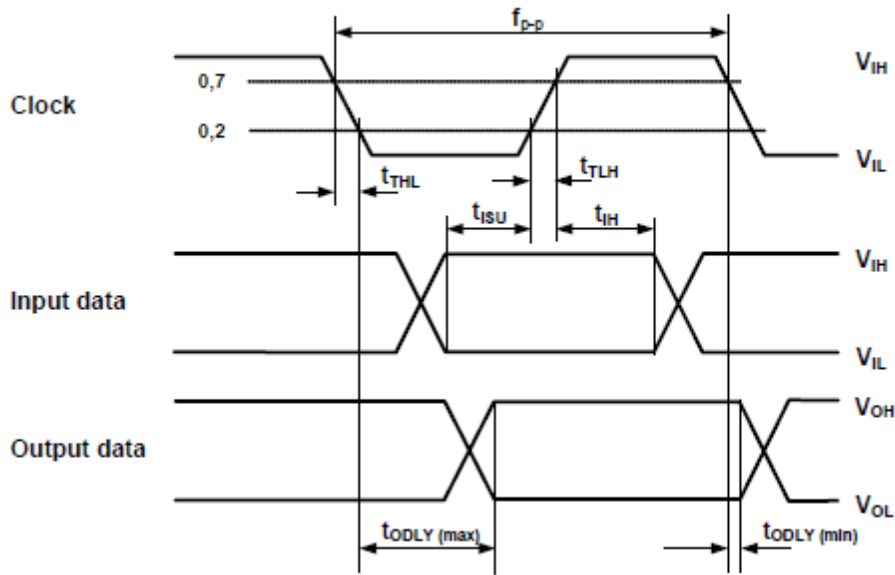 fp-p
VIH
0,7
Clock
0,2
VIL
tTHL
tTLH
tISU
tIH
VIH
Input data
VIL
VOH
Output data
VOL
tODLY (max)
tODLY (min)